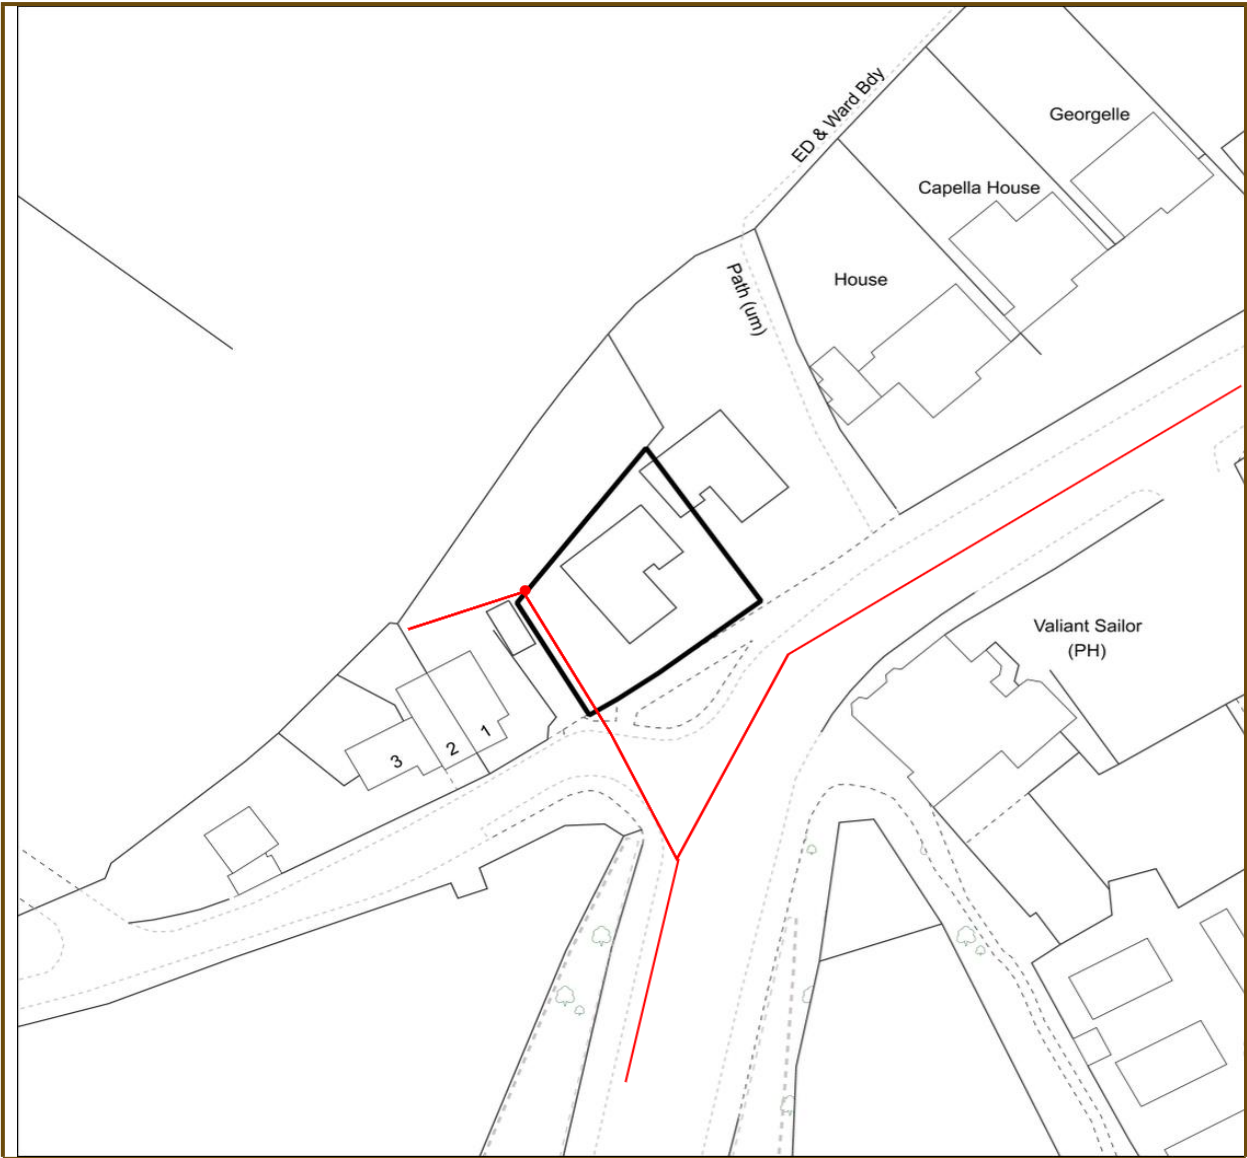 ED & Ward Bdy
Georgelle
Capella House
Path (um)
House
Valiant Sailor
(PH)
1
2
3